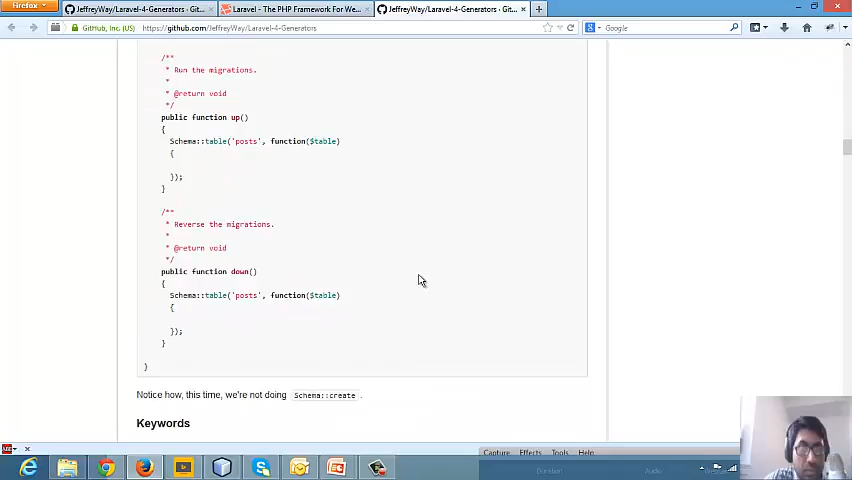 Firefox
JeffreyWay/Laravel-4-Generators · Git...
Laravel - The PHP Framework For We...
JeffreyWay/Laravel-4-Generators · Git...
GitHub, Inc. (US)
https://github.com/JeffreyWay/Laravel-4-Generators
Google
/**
* Run the migrations.
*
* @return void
*/
public function up()
{
Schema::table('posts', function($table)
{
});
}
/**
* Reverse the migrations.
*
* @return void
*/
public function down()
{
Schema::table('posts', function($table)
{
});
}
}
Notice how, this time, we're not doing Schema::create.
Keywords
Capture Effects Tools Help
Duration Audio